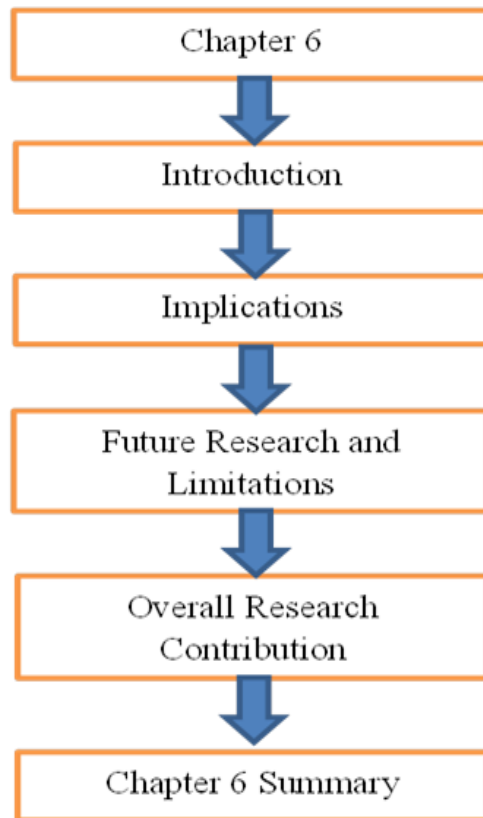 Chapter 6
Introduction
Implications
Future Research and
Limitations
Overall Research
Contribution
Chapter 6 Summary